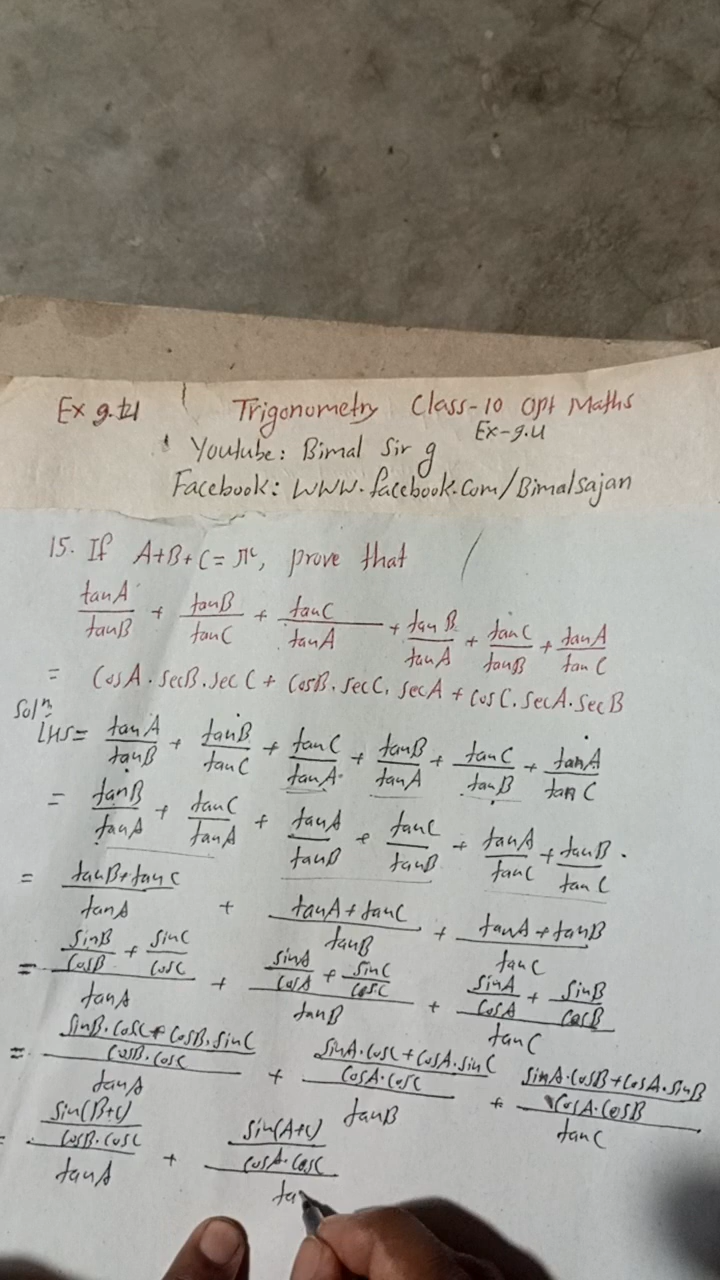 Ex 9.4 Trigonometry Class-10 Opt Maths
Ex-9.4
Youtube: Bimal Sir g
Facebook: WWW.facebook.Com/Bimalsajan
15. If A+B+C = πᶜ, prove that
tanA/tanB + tanB/tanC + tanC/tanA + tanB/tanA + tanC/tanB + tanA/tanC
= CosA.secB.secC + CosB.secC.secA + cosC.secA.secB
Solⁿ
LHS = tanA/tanB + tanB/tanC + tanC/tanA + tanB/tanA + tanC/tanB + tanA/tanC
= tanB/tanA + tanC/tanA + tanA/tanB + tanC/tanB + tanA/tanC + tanB/tanC.
= (tanB+tanC)/tanA + (tanA+tanC)/tanB + (tanA+tanB)/tanC
= (sinB/CosB + sinC/cosC)/tanA + (sinA/CosA + sinC/cosC)/tanB + (sinA/CosA + sinB/cosB)/tanC
= ((sinB.cosC+cosB.sinC)/(cosB.cosC))/tanA + ((sinA.cosC+cosA.sinC)/(cosA.cosC))/tanB + ((sinA.cosB+cosA.sinB)/(cosA.cosB))/tanC
= (sin(B+C)/(cosB.cosC))/tanA + (sin(A+C)/(cosA.cosC))/ta